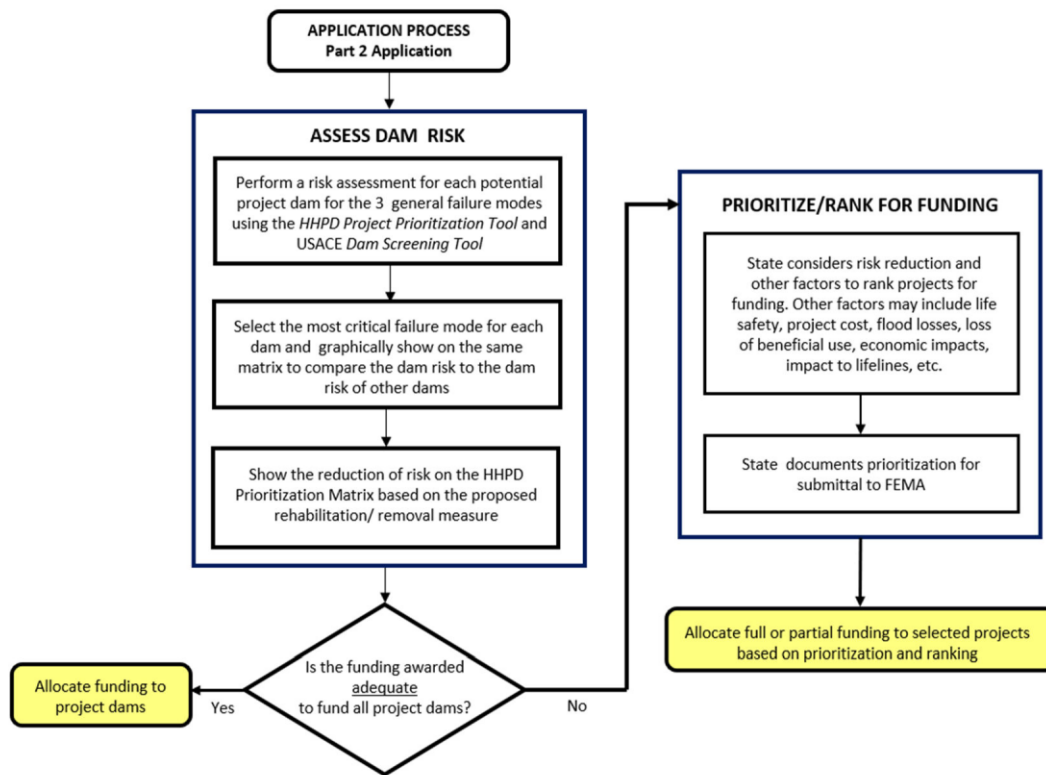 APPLICATION PROCESS
Part 2 Application
ASSESS DAM RISK
Perform a risk assessment for each potential
project dam for the 3 general failure modes
using the HHPD Project Prioritization Tool and
USACE Dam Screening Tool
Select the most critical failure mode for each
dam and graphically show on the same
matrix to compare the dam risk to the dam
risk of other dams
Show the reduction of risk on the HHPD
Prioritization Matrix based on the proposed
rehabilitation/ removal measure
Is the funding awarded
adequate
to fund all project dams?
Yes
No
Allocate funding to
project dams
PRIORITIZE/RANK FOR FUNDING
State considers risk reduction and
other factors to rank projects for
funding. Other factors may include life
safety, project cost, flood losses, loss
of beneficial use, economic impacts,
impact to lifelines, etc.
State documents prioritization for
submittal to FEMA
Allocate full or partial funding to selected projects
based on prioritization and ranking